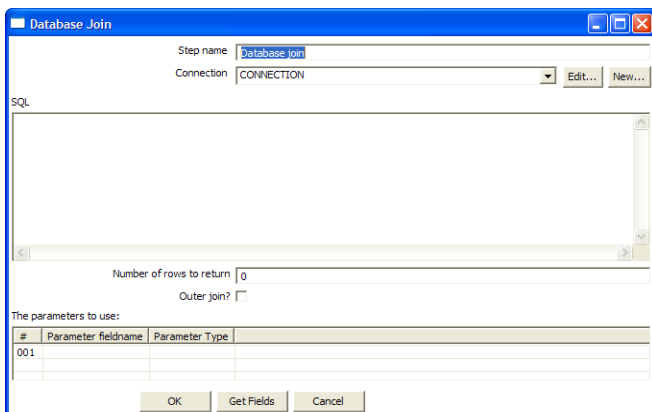 Database Join
Step name Database join
Connection CONNECTION Edit... New...
SQL
Number of rows to return 0
Outer join?
The parameters to use:
# Parameter fieldname Parameter Type
001
OK Get Fields Cancel